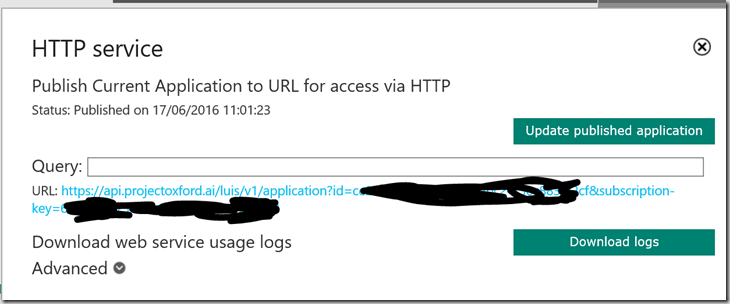 HTTP service
Publish Current Application to URL for access via HTTP
Status: Published on 17/06/2016 11:01:23
Update published application
Query:
URL: https://api.projectoxford.ai/luis/v1/application?id=c cf&subscription-
key=
Download web service usage logs
Download logs
Advanced